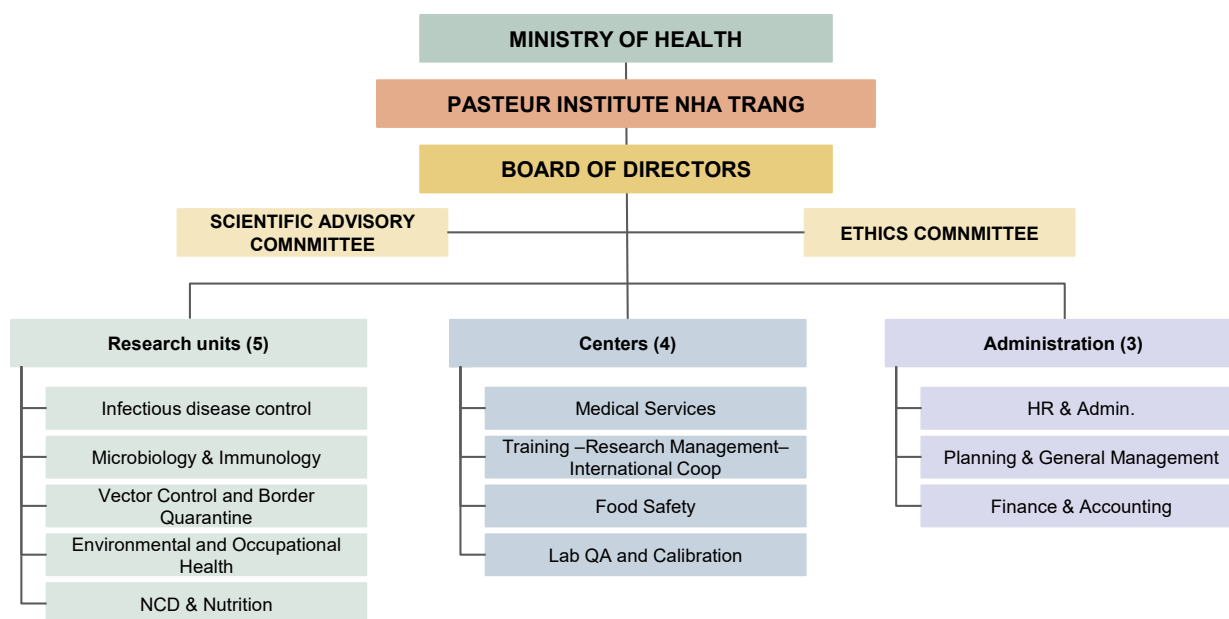 MINISTRY OF HEALTH
PASTEUR INSTITUTE NHA TRANG
BOARD OF DIRECTORS
SCIENTIFIC ADVISORY
COMNMITTEE
ETHICS COMNMITTEE
Research units (5)
Infectious disease control
Microbiology & Immunology
Vector Control and Border
Quarantine
Environmental and Occupational
Health
NCD & Nutrition
Centers (4)
Medical Services
Training –Research Management–
International Coop
Food Safety
Lab QA and Calibration
Administration (3)
HR & Admin.
Planning & General Management
Finance & Accounting